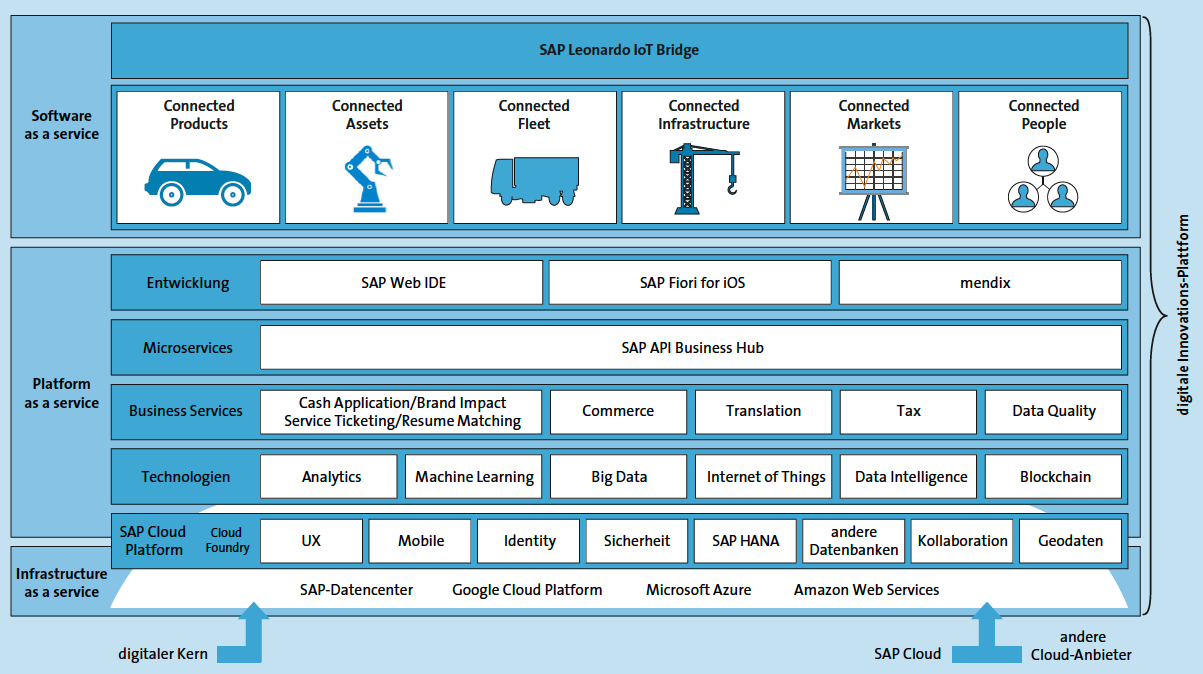 SAP Leonardo IoT Bridge
Software
as a service
Connected
Products
Connected
Assets
Connected
Fleet
Connected
Infrastructure
Connected
Markets
Connected
People
digitale Innovations-Plattform
Platform
as a service
Entwicklung
SAP Web IDE
SAP Fiori for iOS
mendix
Microservices
SAP API Business Hub
Business Services
Cash Application/Brand Impact
Service Ticketing/Resume Matching
Commerce
Translation
Tax
Data Quality
Technologien
Analytics
Machine Learning
Big Data
Internet of Things
Data Intelligence
Blockchain
SAP Cloud
Platform
Cloud
Foundry
UX
Mobile
Identity
Sicherheit
SAP HANA
andere
Datenbanken
Kollaboration
Geodaten
Infrastructure
as a service
SAP-Datencenter
Google Cloud Platform
Microsoft Azure
Amazon Web Services
digitaler Kern
SAP Cloud
andere
Cloud-Anbieter